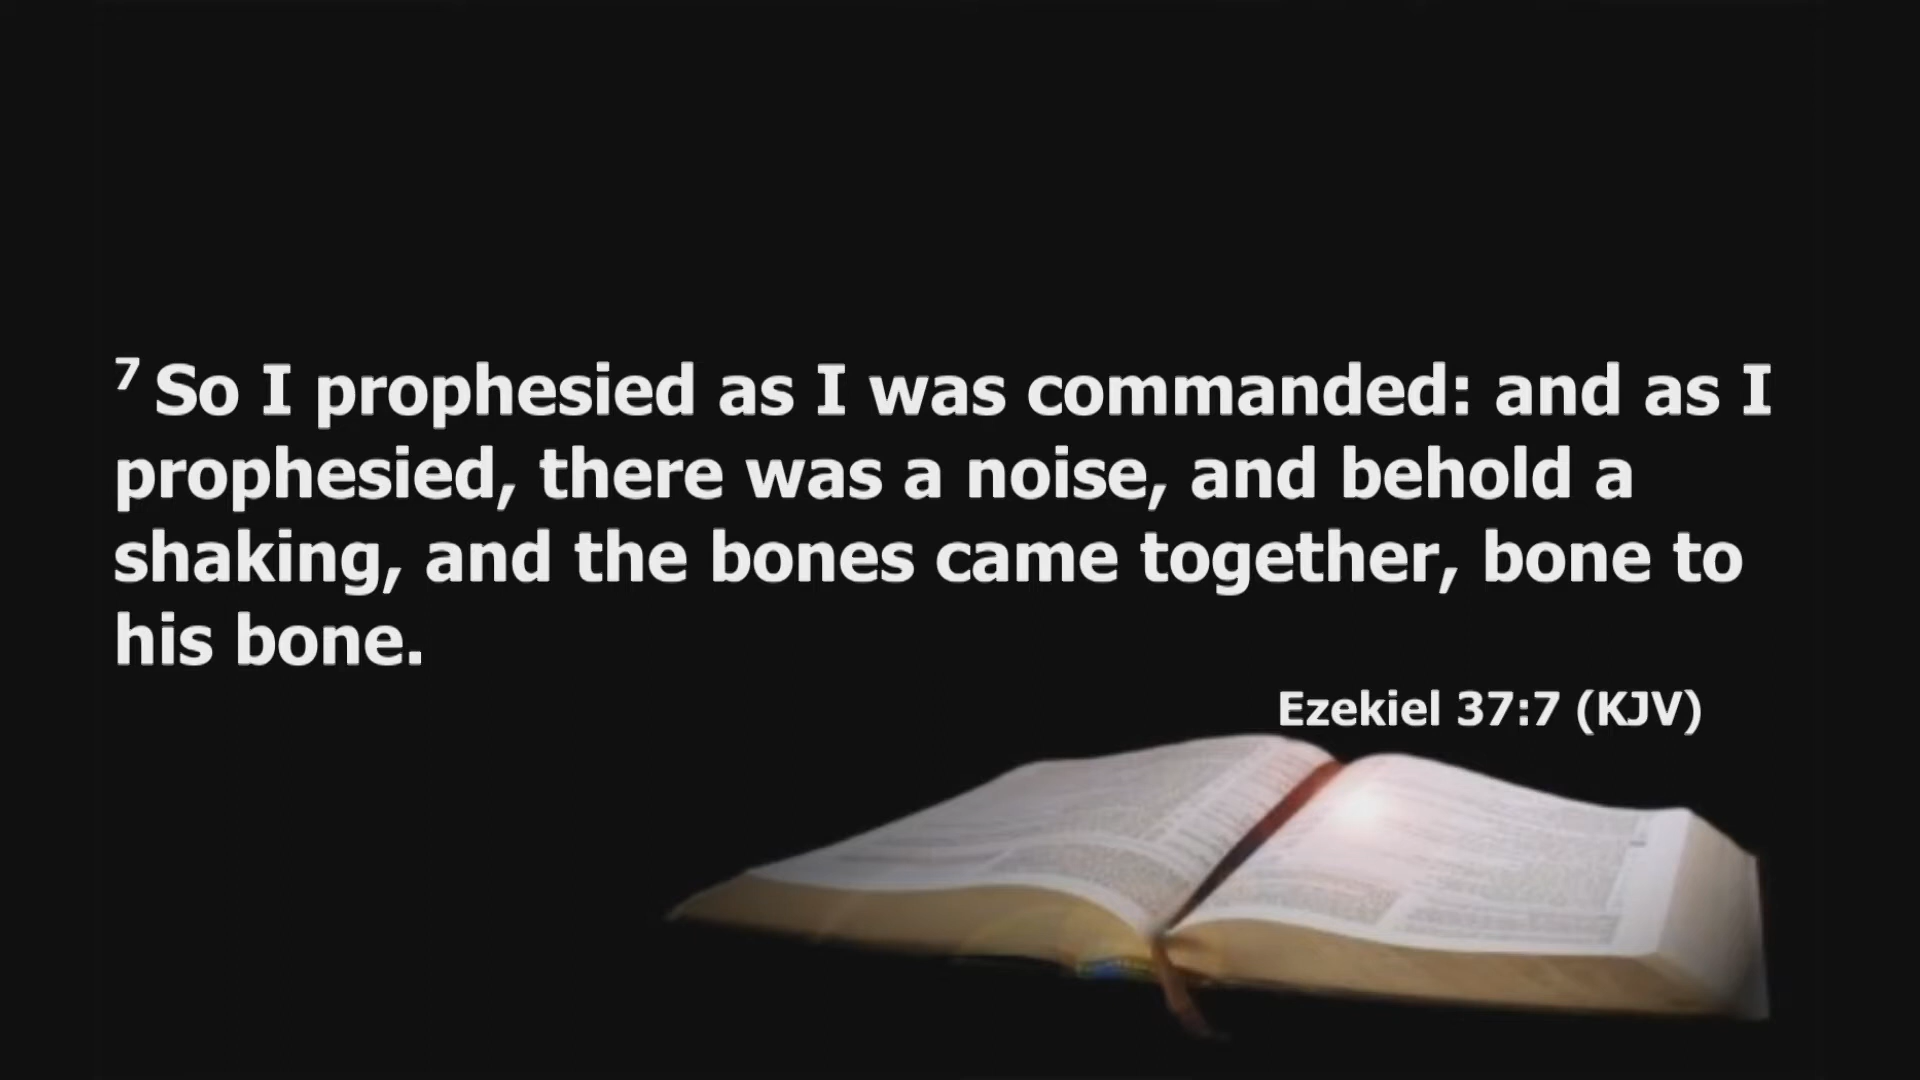 7 So I prophesied as I was commanded: and as I
prophesied, there was a noise, and behold a
shaking, and the bones came together, bone to
his bone.
Ezekiel 37:7 (KJV)